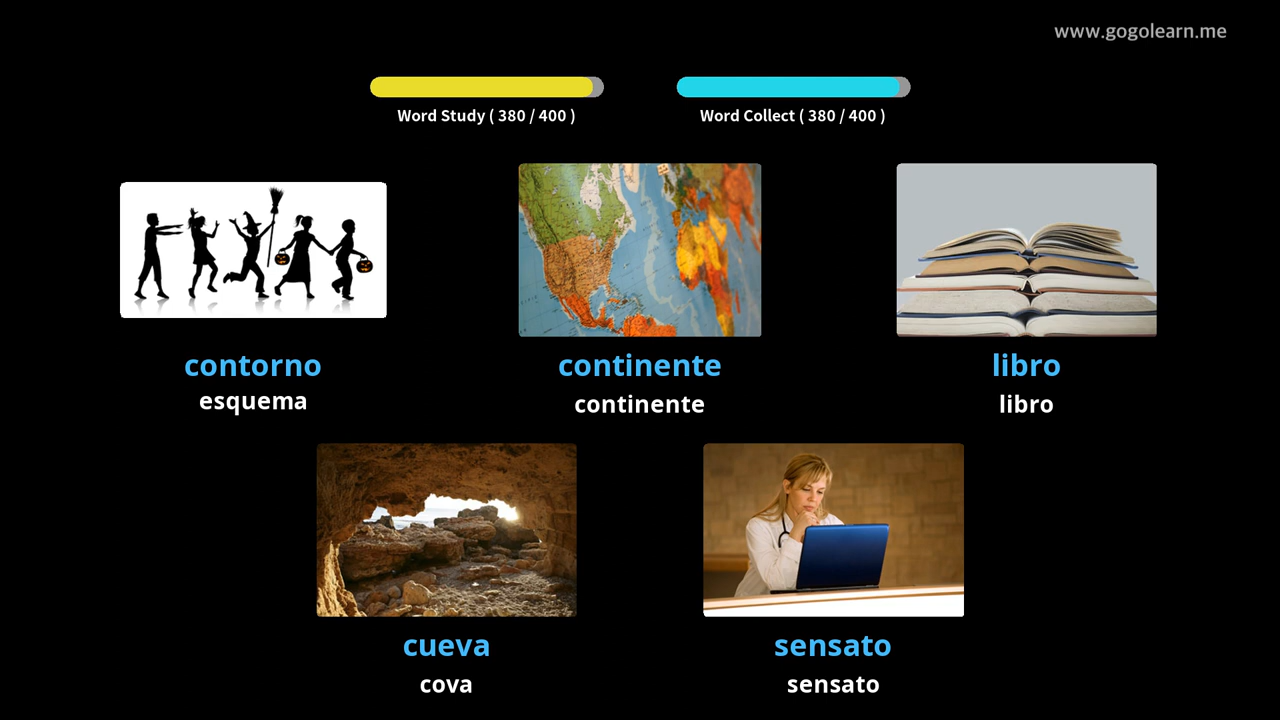 www.gogolearn.me
Word Study ( 380 / 400 )
Word Collect ( 380 / 400 )
contorno
esquema
continente
continente
libro
libro
cueva
cova
sensato
sensato